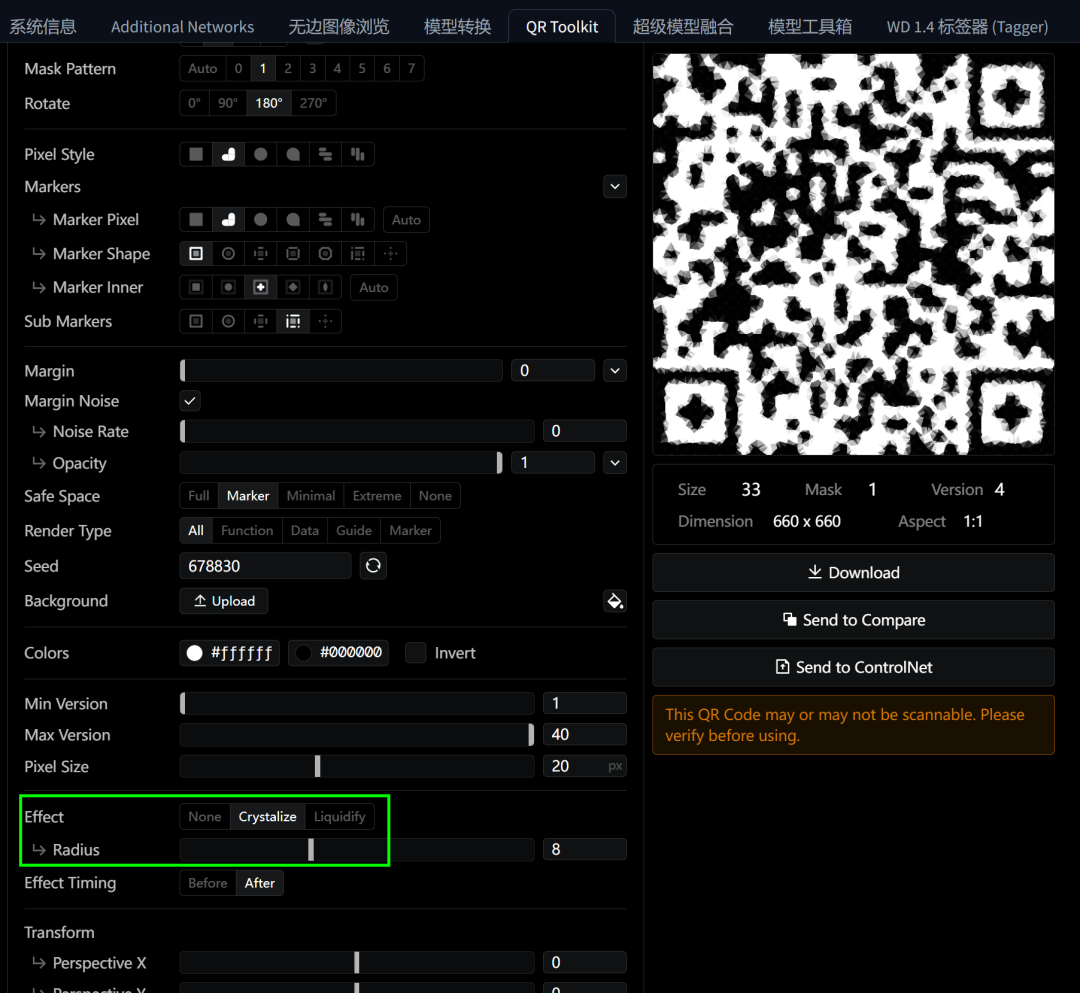 系统信息 Additional Networks 无边图像浏览 模型转换 QR Toolkit 超级模型融合 模型工具箱 WD 1.4 标签器 (Tagger)
Mask Pattern Auto 0 1 2 3 4 5 6 7
Rotate 0° 90° 180° 270°
Pixel Style
Markers
Marker Pixel Auto
Marker Shape
Marker Inner Auto
Sub Markers
Margin 0
Margin Noise
Noise Rate 0
Opacity 1
Safe Space Full Marker Minimal Extreme None
Render Type All Function Data Guide Marker
Seed 678830
Background Upload
Colors #ffffff #000000 Invert
Min Version 1
Max Version 40
Pixel Size 20 px
Effect None Crystalize Liquidify
Radius 8
Effect Timing Before After
Transform
Perspective X 0
Perspective Y 0
Size 33 Mask 1 Version 4
Dimension 660 x 660 Aspect 1:1
Download
Send to Compare
Send to ControlNet
This QR Code may or may not be scannable. Please
verify before using.